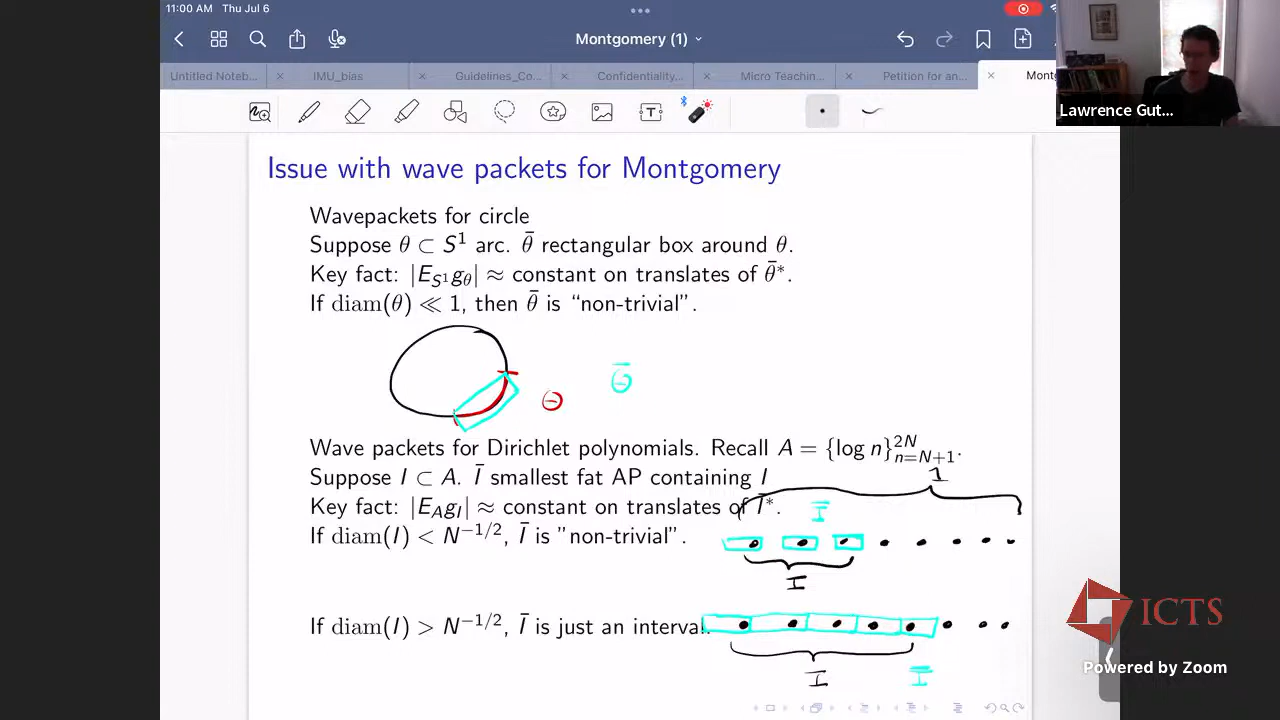 11:00 AM Thu Jul 6
Montgomery (1)
Untitled Noteb...
IMU_bias
Guidelines_Co...
Confidentiality...
Micro Teachin...
Petition for an...
Mont
Lawrence Gut...
Issue with wave packets for Montgomery
Wavepackets for circle
Suppose θ ⊂ S¹ arc. θ̄ rectangular box around θ.
Key fact: |E_{S¹}g_θ| ≈ constant on translates of θ̄*.
If diam(θ) ≪ 1, then θ̄ is “non-trivial”.
θ θ̄
Wave packets for Dirichlet polynomials. Recall A = {log n}_{n=N+1}^{2N}.
Suppose I ⊂ A. Ī smallest fat AP containing I
1
Key fact: |E_A g_I| ≈ constant on translates of Ī*.
Ī
If diam(I) < N^{-1/2}, Ī is ”non-trivial”.
I
If diam(I) > N^{-1/2}, Ī is just an interval.
I Ī
ICTS
Powered by Zoom